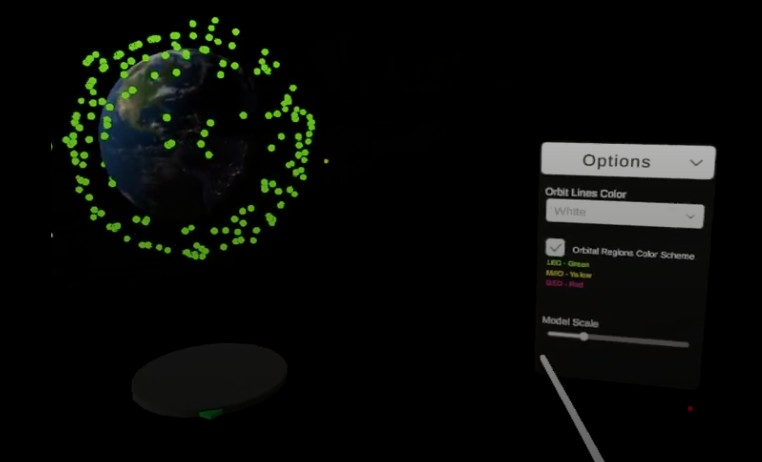 Options
Orbit Lines Color
White
Orbital Regions Color Scheme
LEO - Green
MEO - Yellow
GEO - Red
Model Scale